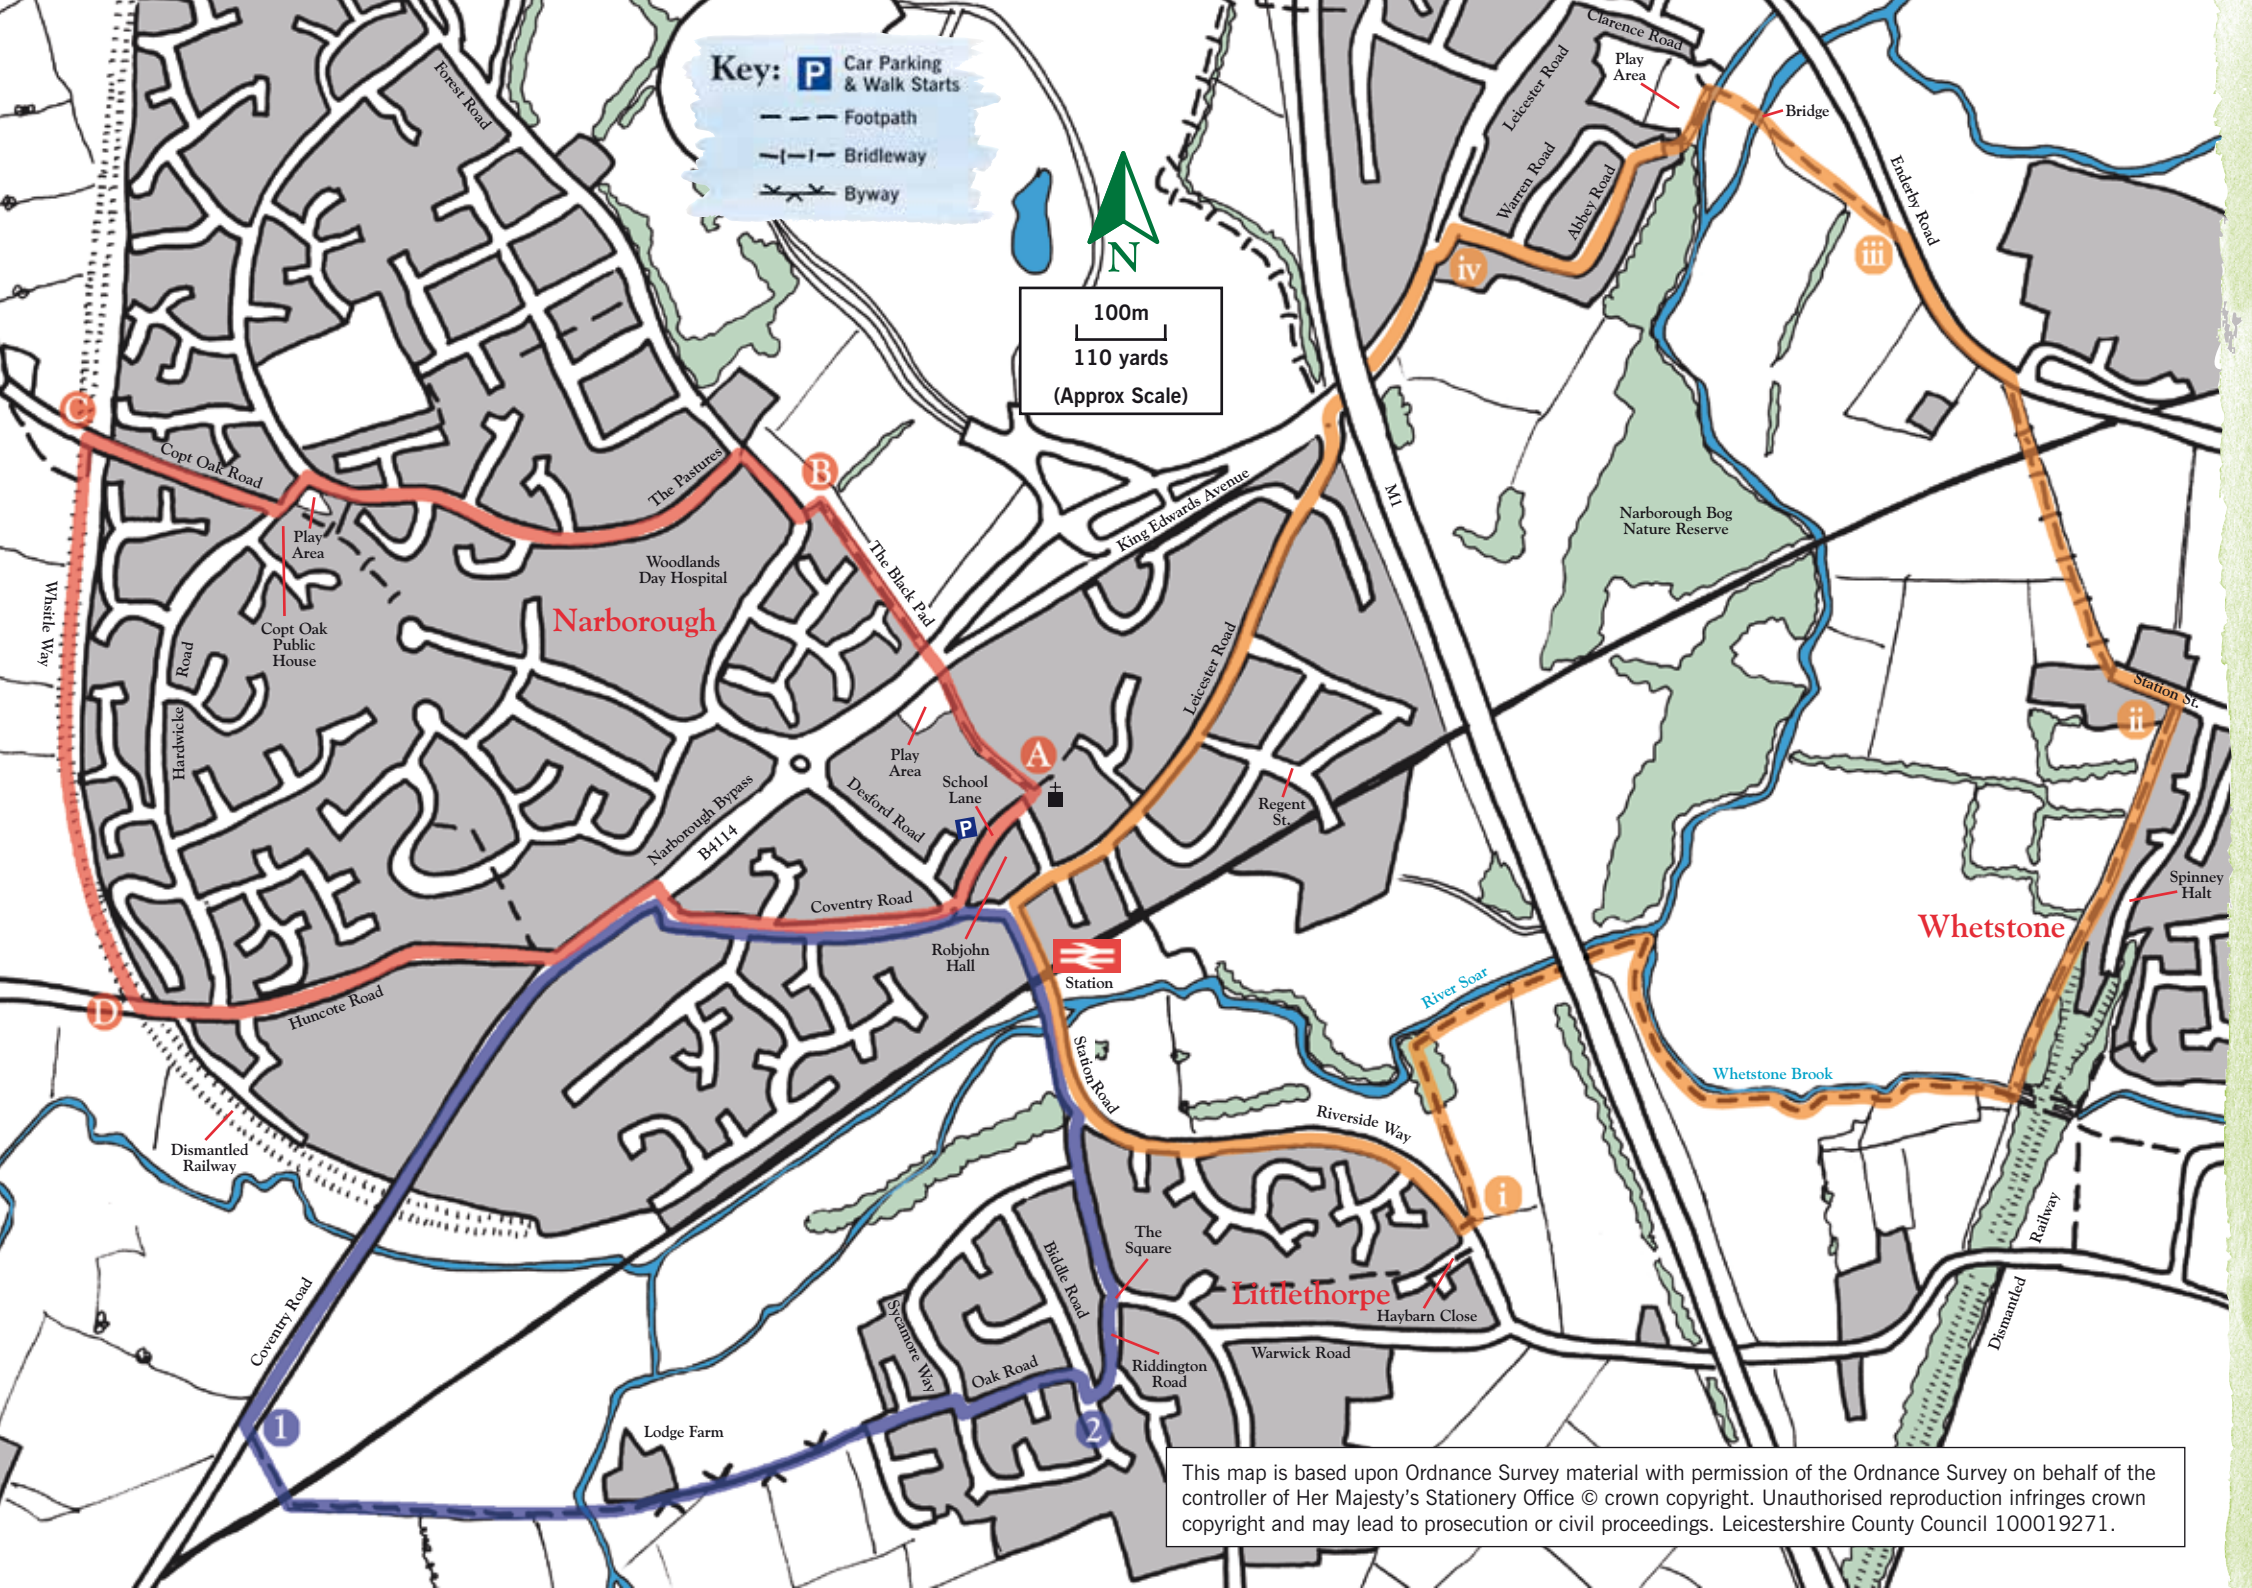 Key:
P
Car Parking
& Walk Starts
Footpath
Bridleway
Byway
N
100m
110 yards
(Approx Scale)
Clarence Road
Play
Area
Leicester Road
Bridge
Warren Road
Abbey Road
Enderby Road
iii
iv
Forest Road
C
Copt Oak Road
The Pastures
B
Play
Area
Woodlands
Day Hospital
The Black Pad
King Edwards Avenue
M1
Narborough Bog
Nature Reserve
Whsitle Way
Copt Oak
Public
House
Narborough
Hardwicke
Road
Leicester Road
Station St.
ii
Play
Area
A
School
Lane
P
Desford Road
Narborough Bypass
B4114
Regent
St.
Spinney
Halt
Whetstone
Coventry Road
Robjohn
Hall
Station
River Soar
D
Huncote Road
Station Road
Whetstone Brook
Riverside Way
Dismantled
Railway
i
The
Square
Biddle Road
Railway
Dismantled
Littlethorpe
Haybarn Close
Coventry Road
Sycamore Way
Oak Road
Riddington
Road
Warwick Road
1
2
Lodge Farm
This map is based upon Ordnance Survey material with permission of the Ordnance Survey on behalf of the
controller of Her Majesty's Stationery Office © crown copyright. Unauthorised reproduction infringes crown
copyright and may lead to prosecution or civil proceedings. Leicestershire County Council 100019271.